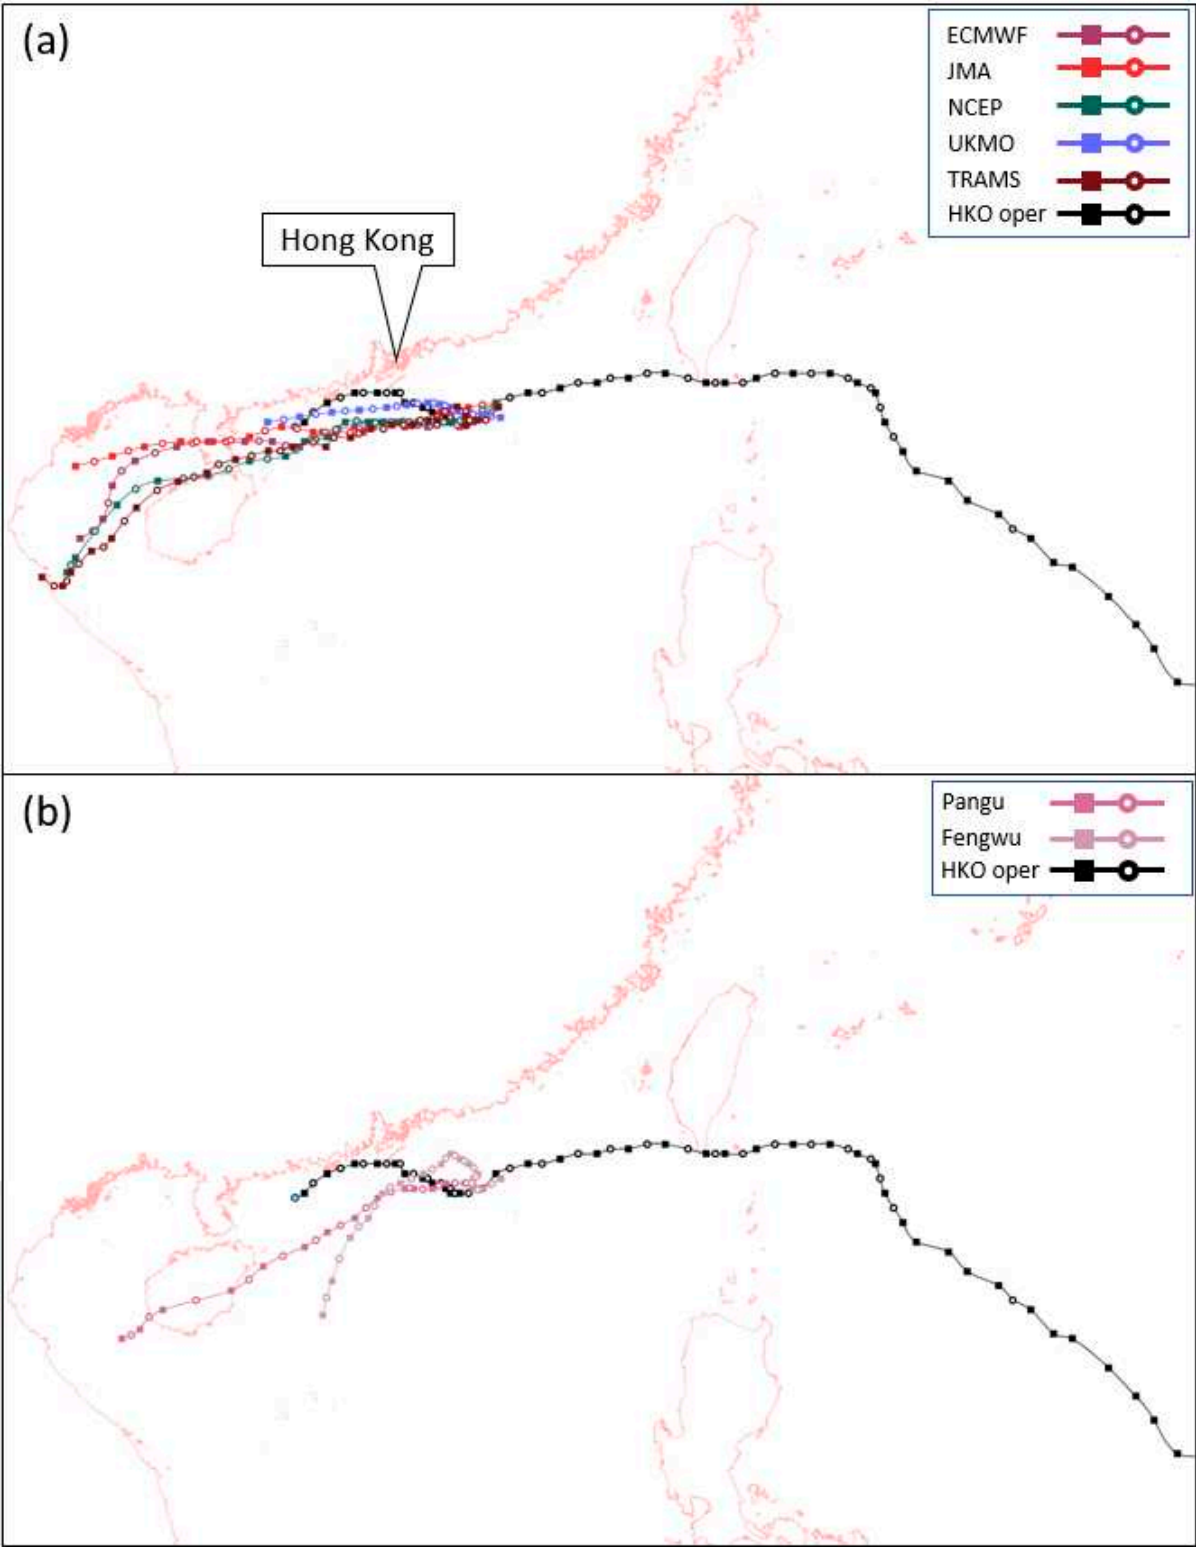 (a)
ECMWF
JMA
NCEP
UKMO
TRAMS
HKO oper
Hong Kong
(b)
Pangu
Fengwu
HKO oper